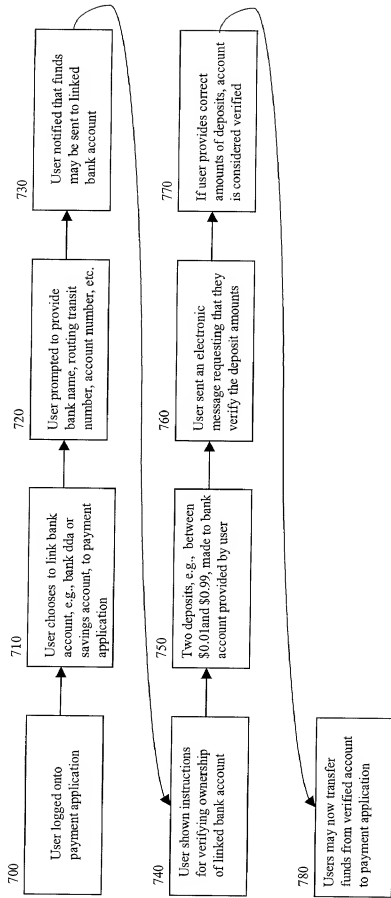 700
User logged onto
payment application
710
User chooses to link bank
account, e.g., bank dda or
savings account, to payment
application
720
User prompted to provide
bank name, routing transit
number, account number, etc.
730
User notified that funds
may be sent to linked
bank account
740
User shown instructions
for verifying ownership
of linked bank account
750
Two deposits, e.g., between
$0.01and $0.99, made to bank
account provided by user
760
User sent an electronic
message requesting that they
verify the deposit amounts
770
If user provides correct
amounts of deposits, account
is considered verified
780
Users may now transfer
funds from verified account
to payment application